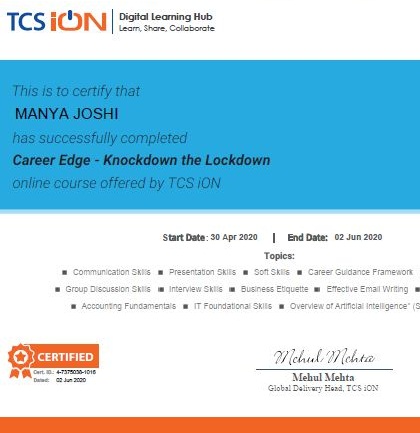 TCS iON
Digital Learning Hub
Learn, Share, Collaborate
This is to certify that
MANYA JOSHI
has successfully completed
Career Edge - Knockdown the Lockdown
online course offered by TCS iON
Start Date: 30 Apr 2020 | End Date: 02 Jun 2020
Topics:
■ Communication Skills ■ Presentation Skills ■ Soft Skills ■ Career Guidance Framework
■ Group Discussion Skills ■ Interview Skills ■ Business Etiquette ■ Effective Email Writing ■
■ Accounting Fundamentals ■ IT Foundational Skills ■ Overview of Artificial Intelligence" (S
CERTIFIED
Cert. ID.: 4-7375038-1016
Dated: 02 Jun 2020
Mehul Mehta
Mehul Mehta
Global Delivery Head, TCS iON